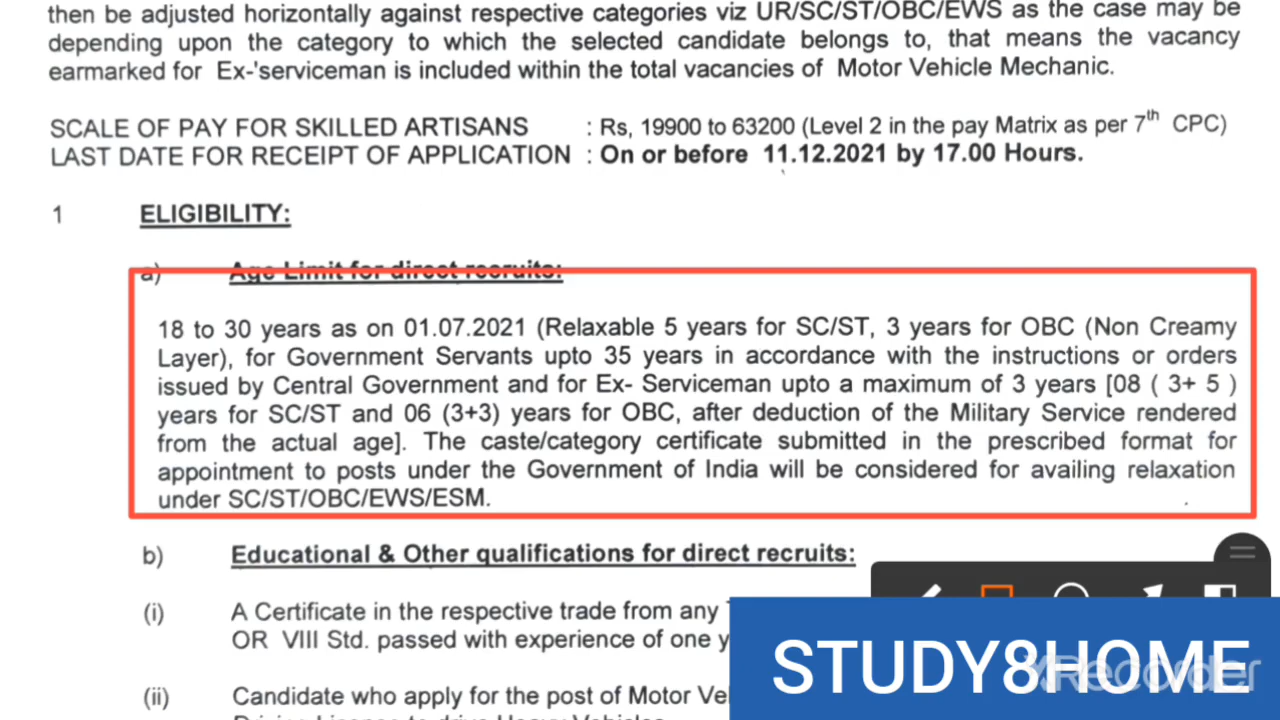 then be adjusted horizontally against respective categories viz UR/SC/ST/OBC/EWS as the case may be
depending upon the category to which the selected candidate belongs to, that means the vacancy
earmarked for Ex-'serviceman is included within the total vacancies of Motor Vehicle Mechanic.
SCALE OF PAY FOR SKILLED ARTISANS : Rs, 19900 to 63200 (Level 2 in the pay Matrix as per 7th CPC)
LAST DATE FOR RECEIPT OF APPLICATION : On or before 11.12.2021 by 17.00 Hours.
1 ELIGIBILITY:
a) Age Limit for direct recruits:
18 to 30 years as on 01.07.2021 (Relaxable 5 years for SC/ST, 3 years for OBC (Non Creamy
Layer), for Government Servants upto 35 years in accordance with the instructions or orders
issued by Central Government and for Ex- Serviceman upto a maximum of 3 years [08 ( 3+ 5 )
years for SC/ST and 06 (3+3) years for OBC, after deduction of the Military Service rendered
from the actual age]. The caste/category certificate submitted in the prescribed format for
appointment to posts under the Government of India will be considered for availing relaxation
under SC/ST/OBC/EWS/ESM.
b) Educational & Other qualifications for direct recruits:
(i) A Certificate in the respective trade from any
OR VIII Std. passed with experience of one
(ii) Candidate who apply for the post of Motor
Driving License to drive Heavy Vehicles
STUDY8HOME
XRecorder